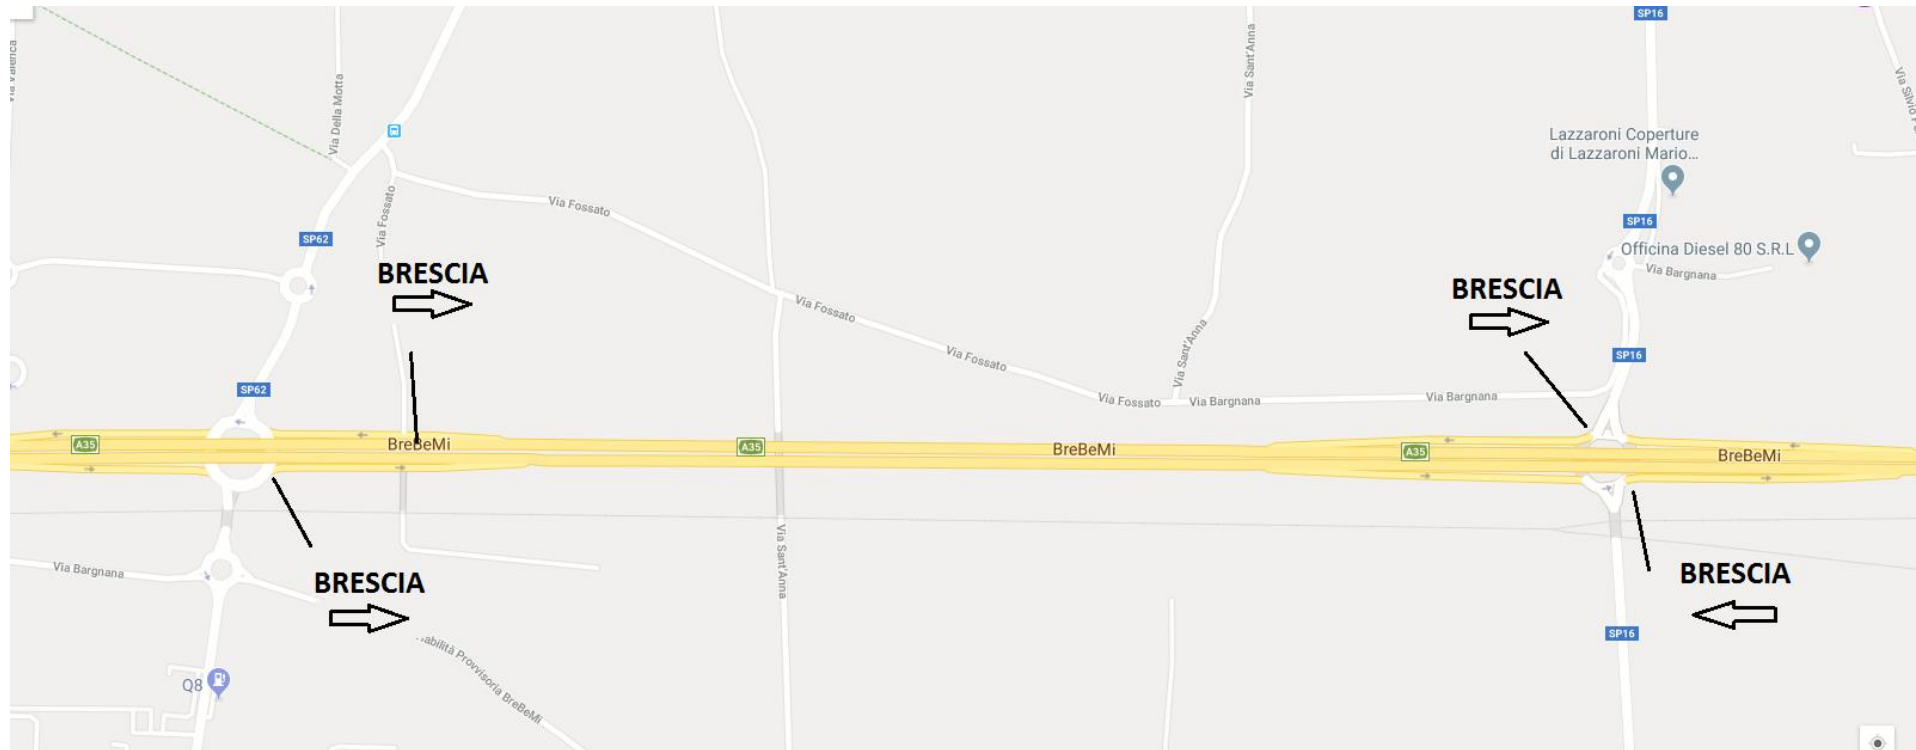 SP16
Via Sant'Anna
Via Della Motta
Lazzaroni Coperture
di Lazzaroni Mario...
Via Fossato
Via Fossato
SP16
SP62
Officina Diesel 80 S.R.L
Via Bargnana
BRESCIA
BRESCIA
Via Fossato
Via Sant'Anna
Via Fossato
SP16
SP62
Via Fossato
Via Bargnana
Via Bargnana
A35
BreBeMi
A35
BreBeMi
A35
BreBeMi
Via Sant'Anna
Via Bargnana
BRESCIA
BRESCIA
SP16
Provvisoria BreBeMi
Q8